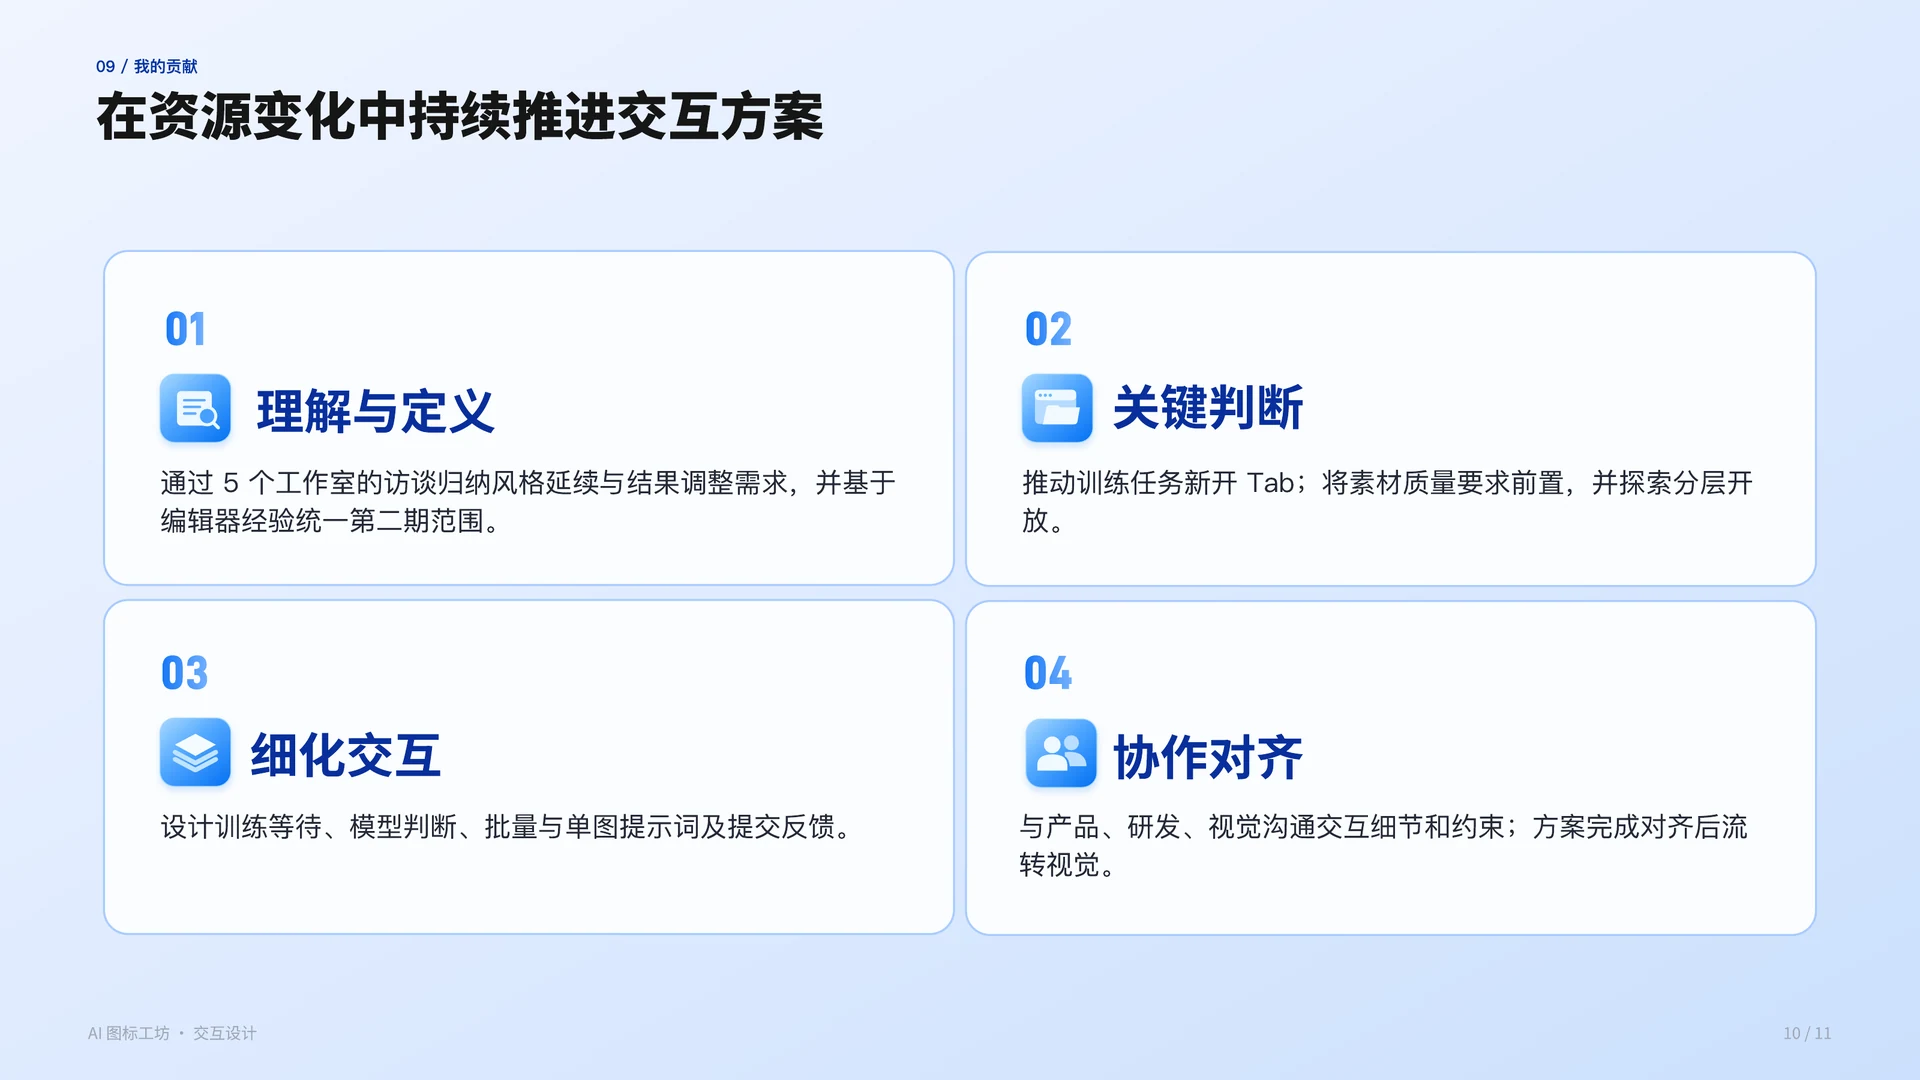 09 / 我的贡献
在资源变化中持续推进交互方案
01
理解与定义
通过 5 个工作室的访谈归纳风格延续与结果调整需求，并基于
编辑器经验统一第二期范围。
02
关键判断
推动训练任务新开 Tab；将素材质量要求前置，并探索分层开
放。
03
细化交互
设计训练等待、模型判断、批量与单图提示词及提交反馈。
04
协作对齐
与产品、研发、视觉沟通交互细节和约束；方案完成对齐后流
转视觉。
AI 图标工坊 · 交互设计
10 / 11